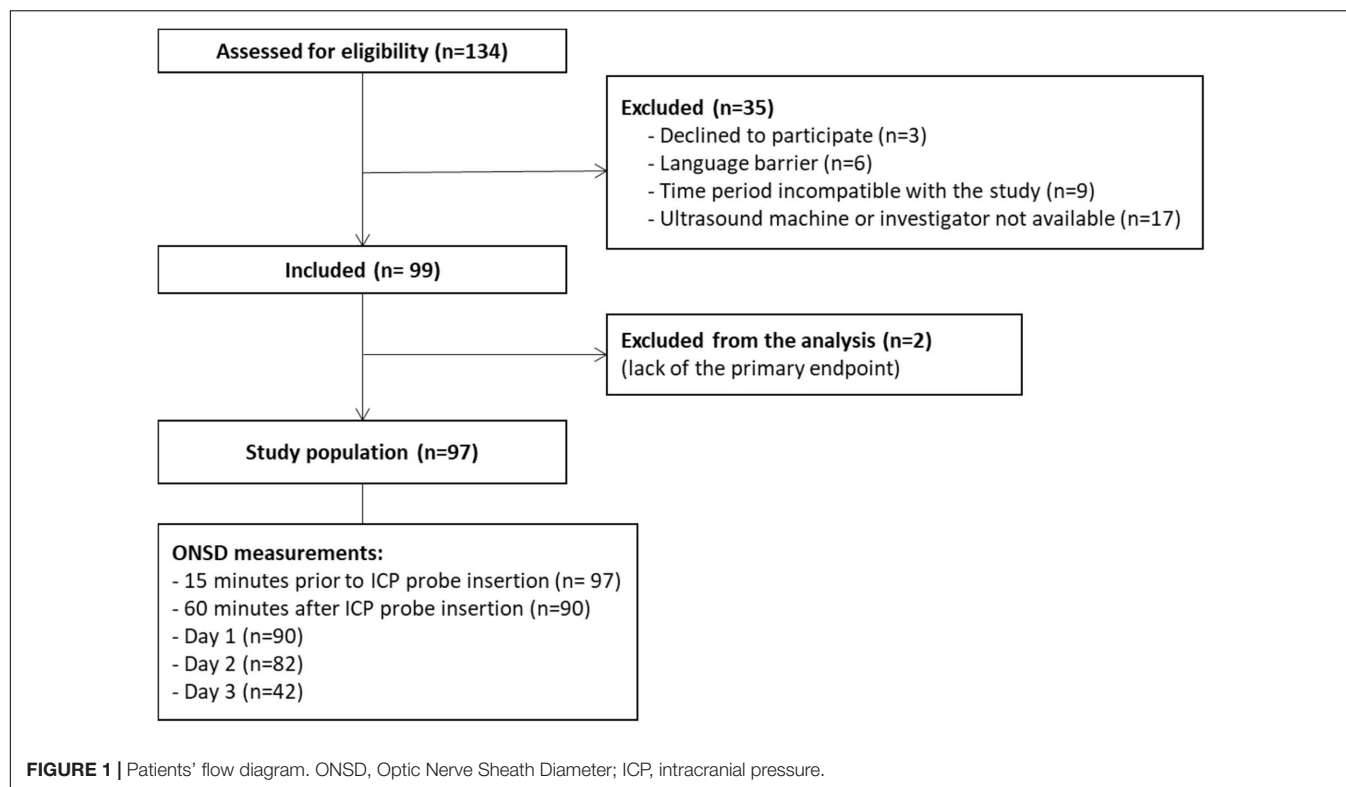 Assessed for eligibility (n=134)
Excluded (n=35)
- Declined to participate (n=3)
- Language barrier (n=6)
- Time period incompatible with the study (n=9)
- Ultrasound machine or investigator not available (n=17)
Included (n= 99)
Excluded from the analysis (n=2)
(lack of the primary endpoint)
Study population (n=97)
ONSD measurements:
- 15 minutes prior to ICP probe insertion (n= 97)
- 60 minutes after ICP probe insertion (n=90)
- Day 1 (n=90)
- Day 2 (n=82)
- Day 3 (n=42)
FIGURE 1 | Patients' flow diagram. ONSD, Optic Nerve Sheath Diameter; ICP, intracranial pressure.